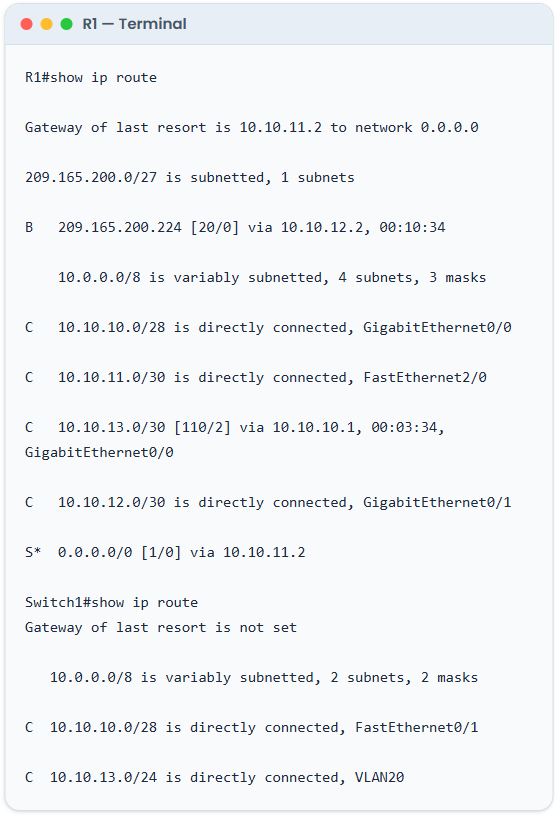 R1 — Terminal
R1#show ip route
Gateway of last resort is 10.10.11.2 to network 0.0.0.0
209.165.200.0/27 is subnetted, 1 subnets
B   209.165.200.224 [20/0] via 10.10.12.2, 00:10:34
    10.0.0.0/8 is variably subnetted, 4 subnets, 3 masks
C   10.10.10.0/28 is directly connected, GigabitEthernet0/0
C   10.10.11.0/30 is directly connected, FastEthernet2/0
C   10.10.13.0/30 [110/2] via 10.10.10.1, 00:03:34,
GigabitEthernet0/0
C   10.10.12.0/30 is directly connected, GigabitEthernet0/1
S*  0.0.0.0/0 [1/0] via 10.10.11.2
Switch1#show ip route
Gateway of last resort is not set
   10.0.0.0/8 is variably subnetted, 2 subnets, 2 masks
C  10.10.10.0/28 is directly connected, FastEthernet0/1
C  10.10.13.0/24 is directly connected, VLAN20